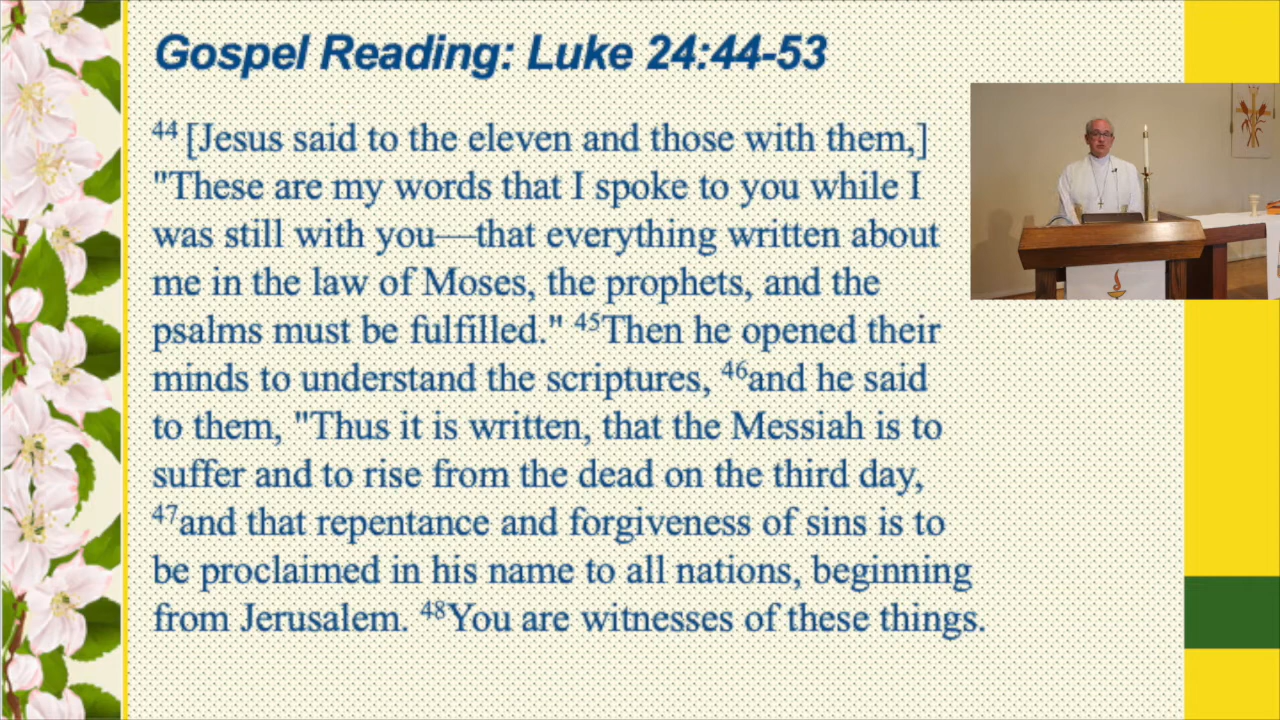 Gospel Reading: Luke 24:44-53
44 [Jesus said to the eleven and those with them,]
"These are my words that I spoke to you while I
was still with you—that everything written about
me in the law of Moses, the prophets, and the
psalms must be fulfilled." 45Then he opened their
minds to understand the scriptures, 46and he said
to them, "Thus it is written, that the Messiah is to
suffer and to rise from the dead on the third day,
47and that repentance and forgiveness of sins is to
be proclaimed in his name to all nations, beginning
from Jerusalem. 48You are witnesses of these things.